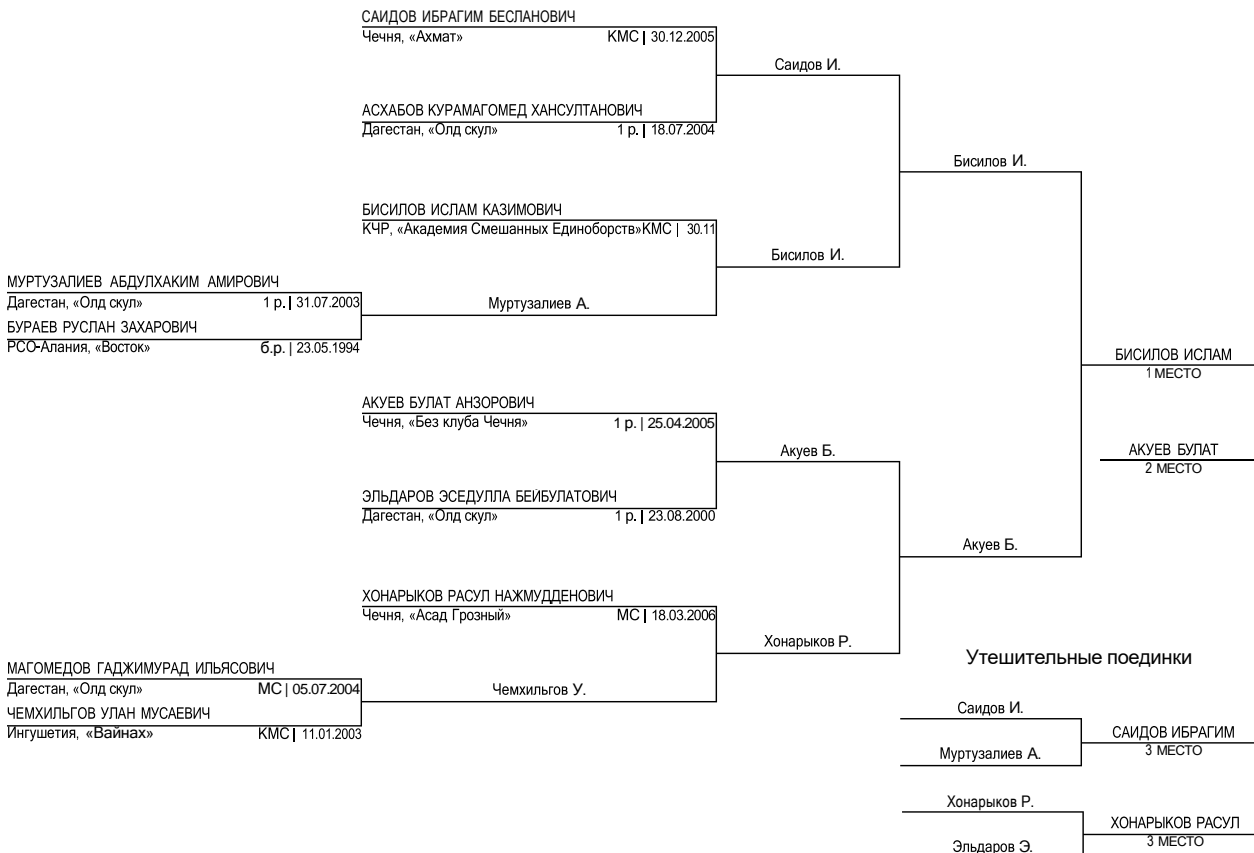 САИДОВ ИБРАГИМ БЕСЛАНОВИЧ
Чечня, «Ахмат» КМС | 30.12.2005
Саидов И.
АСХАБОВ КУРАМАГОМЕД ХАНСУЛТАНОВИЧ
Дагестан, «Олд скул» 1 р. | 18.07.2004
Бисилов И.
БИСИЛОВ ИСЛАМ КАЗИМОВИЧ
КЧР, «Академия Смешанных Единоборств»КМС | 30.11
Бисилов И.
МУРТУЗАЛИЕВ АБДУЛХАКИМ АМИРОВИЧ
Дагестан, «Олд скул» 1 р. | 31.07.2003
Муртузалиев А.
БУРАЕВ РУСЛАН ЗАХАРОВИЧ
РСО-Алания, «Восток» б.р. | 23.05.1994
БИСИЛОВ ИСЛАМ
1 МЕСТО
АКУЕВ БУЛАТ АНЗОРОВИЧ
Чечня, «Без клуба Чечня» 1 р. | 25.04.2005
Акуев Б.
АКУЕВ БУЛАТ
2 МЕСТО
ЭЛЬДАРОВ ЭСЕДУЛЛА БЕЙБУЛАТОВИЧ
Дагестан, «Олд скул» 1 р. | 23.08.2000
Акуев Б.
ХОНАРЫКОВ РАСУЛ НАЖМУДДЕНОВИЧ
Чечня, «Асад Грозный» МС | 18.03.2006
Хонарыков Р.
МАГОМЕДОВ ГАДЖИМУРАД ИЛЬЯСОВИЧ
Дагестан, «Олд скул» МС | 05.07.2004
Чемхильгов У.
ЧЕМХИЛЬГОВ УЛАН МУСАЕВИЧ
Ингушетия, «Вайнах» КМС | 11.01.2003
Утешительные поединки
Саидов И.
САИДОВ ИБРАГИМ
3 МЕСТО
Муртузалиев А.
Хонарыков Р.
ХОНАРЫКОВ РАСУЛ
3 МЕСТО
Эльдаров Э.